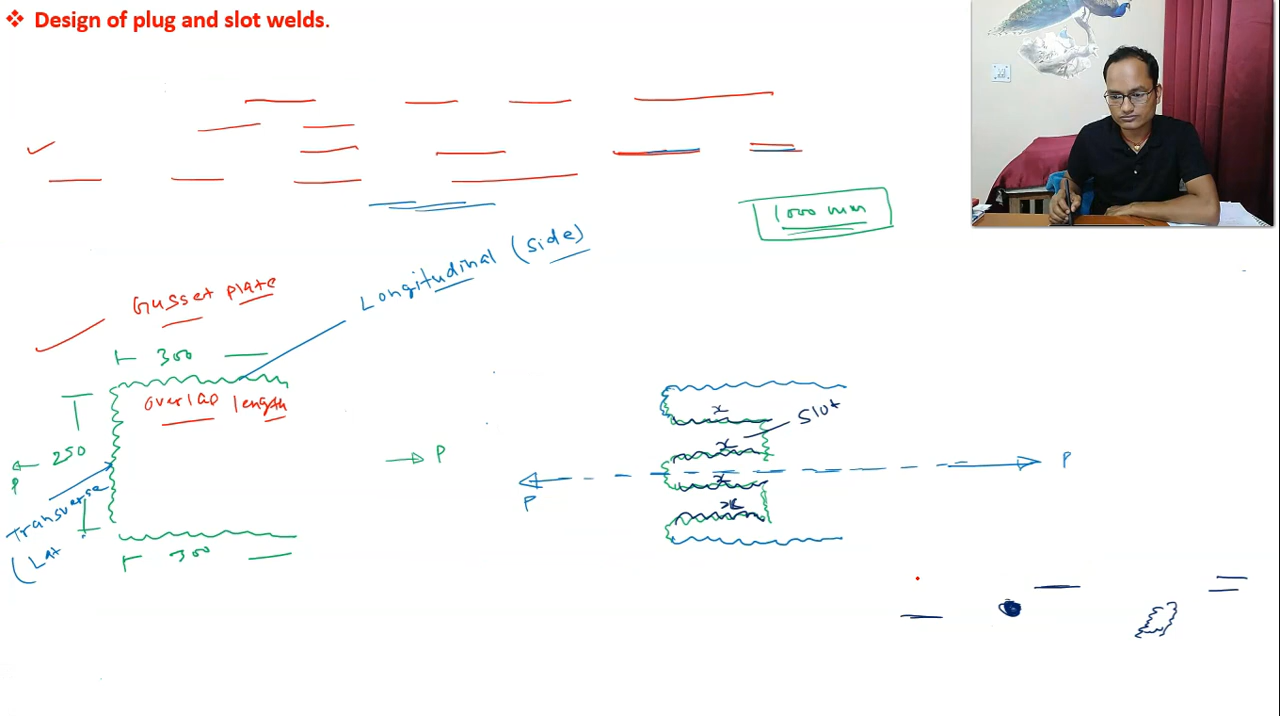 ❖ Design of plug and slot welds.
1000 mm
Longitudinal (side)
Gusset plate
300
overlap length
x
slot
x
250
P
P
x
P
P
x
Transverse
(Lat
300